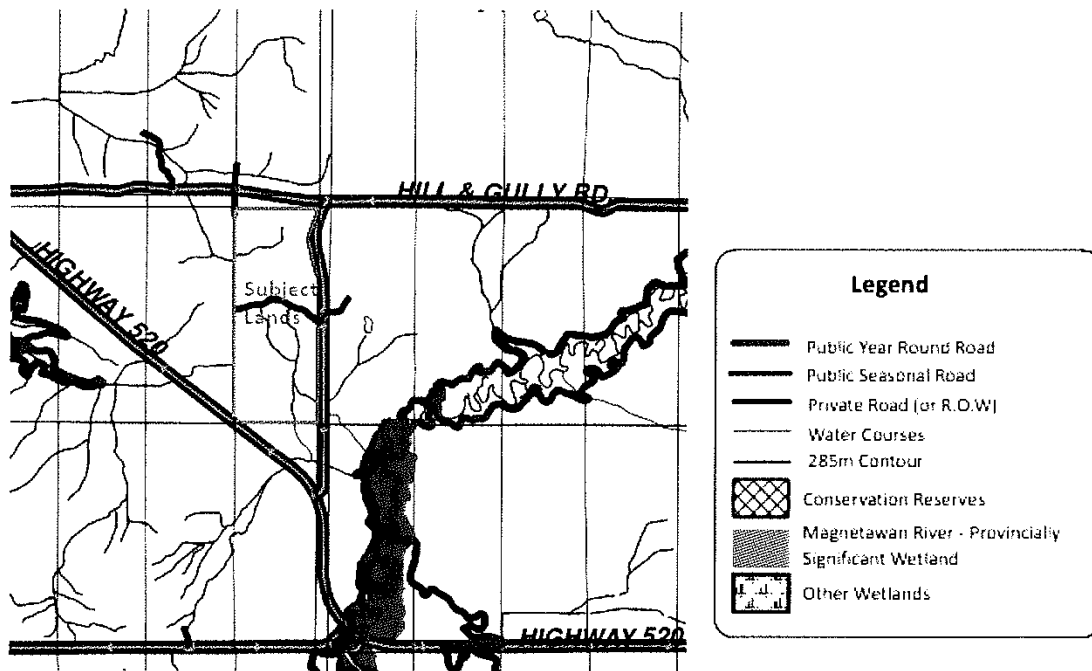 HILL & GULLY RD
HIGHWAY 520
Subject
Lands
HIGHWAY 520
Legend
Public Year Round Road
Public Seasonal Road
Private Road (or R.O.W)
Water Courses
285m Contour
Conservation Reserves
Magnetawan River - Provincially
Significant Wetland
Other Wetlands